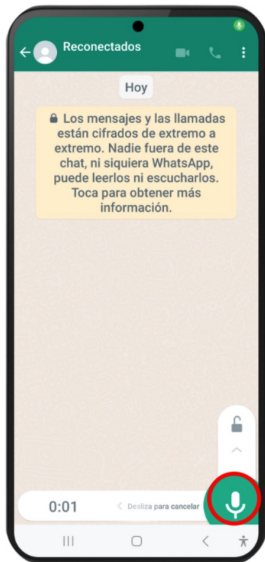 Reconectados
Hoy
Los mensajes y las llamadas
están cifrados de extremo a
extremo. Nadie fuera de este
chat, ni siquiera WhatsApp,
puede leerlos ni escucharlos.
Toca para obtener más
información.
0:01 < Desliza para cancelar